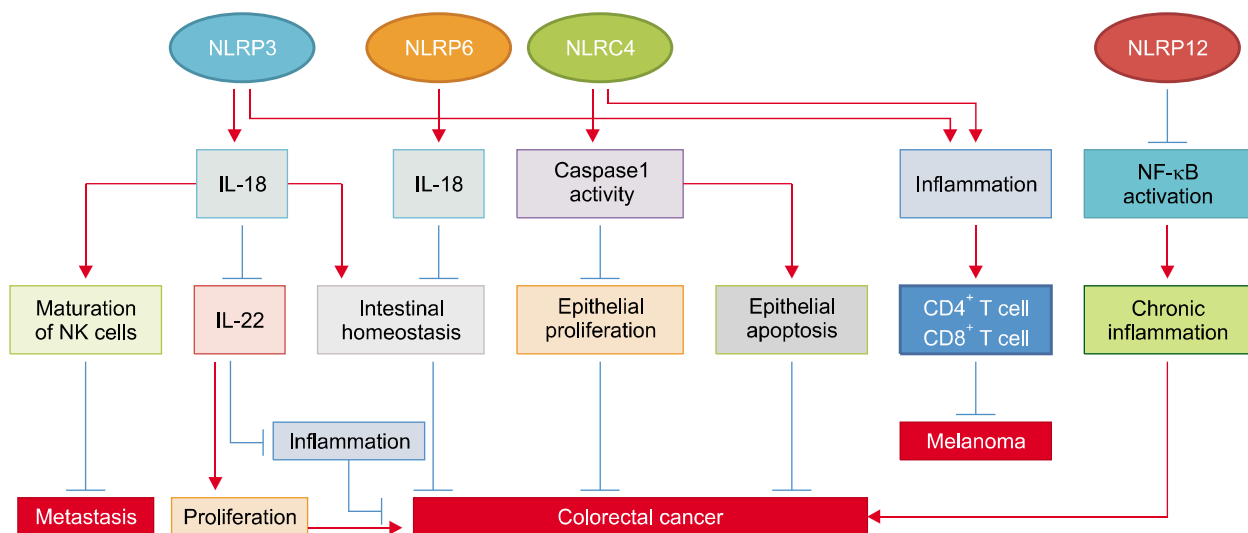 NLRP3
NLRP6
NLRC4
NLRP12
IL-18
IL-18
Caspase1
activity
Inflammation
NF-κB
activation
Maturation
of NK cells
IL-22
Intestinal
homeostasis
Epithelial
proliferation
Epithelial
apoptosis
CD4⁺ T cell
CD8⁺ T cell
Chronic
inflammation
Inflammation
Melanoma
Metastasis
Proliferation
Colorectal cancer